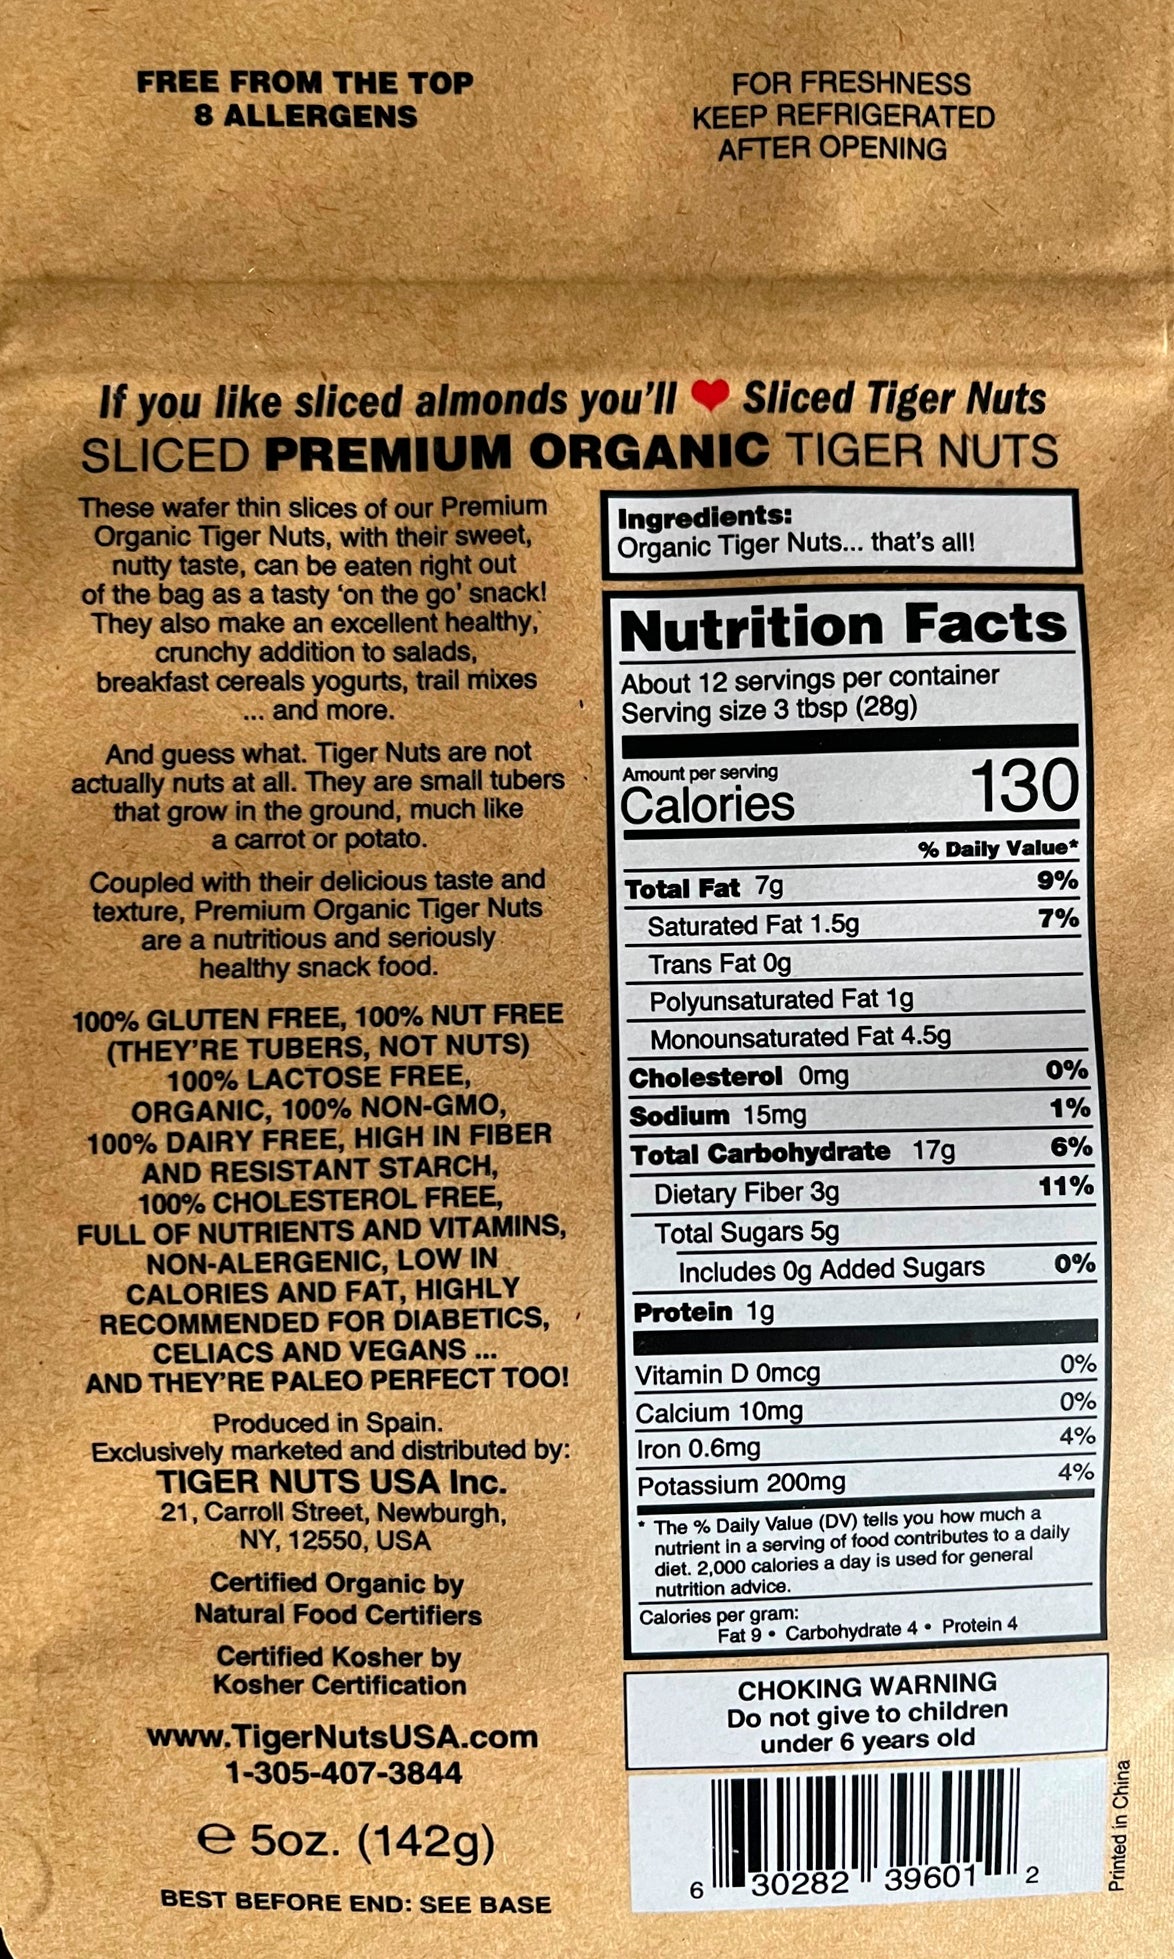 FREE FROM THE TOP
8 ALLERGENS
FOR FRESHNESS
KEEP REFRIGERATED
AFTER OPENING
If you like sliced almonds you'll ❤ Sliced Tiger Nuts
SLICED PREMIUM ORGANIC TIGER NUTS
These wafer thin slices of our Premium
Organic Tiger Nuts, with their sweet,
nutty taste, can be eaten right out
of the bag as a tasty 'on the go' snack!
They also make an excellent healthy,
crunchy addition to salads,
breakfast cereals yogurts, trail mixes
... and more.
And guess what. Tiger Nuts are not
actually nuts at all. They are small tubers
that grow in the ground, much like
a carrot or potato.
Coupled with their delicious taste and
texture, Premium Organic Tiger Nuts
are a nutritious and seriously
healthy snack food.
100% GLUTEN FREE, 100% NUT FREE
(THEY'RE TUBERS, NOT NUTS)
100% LACTOSE FREE,
ORGANIC, 100% NON-GMO,
100% DAIRY FREE, HIGH IN FIBER
AND RESISTANT STARCH,
100% CHOLESTEROL FREE,
FULL OF NUTRIENTS AND VITAMINS,
NON-ALERGENIC, LOW IN
CALORIES AND FAT, HIGHLY
RECOMMENDED FOR DIABETICS,
CELIACS AND VEGANS ...
AND THEY'RE PALEO PERFECT TOO!
Produced in Spain.
Exclusively marketed and distributed by:
TIGER NUTS USA Inc.
21, Carroll Street, Newburgh,
NY, 12550, USA
Certified Organic by
Natural Food Certifiers
Certified Kosher by
Kosher Certification
www.TigerNutsUSA.com
1-305-407-3844
℮ 5oz. (142g)
BEST BEFORE END: SEE BASE
Ingredients:
Organic Tiger Nuts... that's all!
Nutrition Facts
About 12 servings per container
Serving size 3 tbsp (28g)
Amount per serving
Calories 130
% Daily Value*
Total Fat 7g 9%
Saturated Fat 1.5g 7%
Trans Fat 0g
Polyunsaturated Fat 1g
Monounsaturated Fat 4.5g
Cholesterol 0mg 0%
Sodium 15mg 1%
Total Carbohydrate 17g 6%
Dietary Fiber 3g 11%
Total Sugars 5g
Includes 0g Added Sugars 0%
Protein 1g
Vitamin D 0mcg 0%
Calcium 10mg 0%
Iron 0.6mg 4%
Potassium 200mg 4%
* The % Daily Value (DV) tells you how much a
nutrient in a serving of food contributes to a daily
diet. 2,000 calories a day is used for general
nutrition advice.
Calories per gram:
Fat 9 • Carbohydrate 4 • Protein 4
CHOKING WARNING
Do not give to children
under 6 years old
6 30282 39601 2
Printed in China